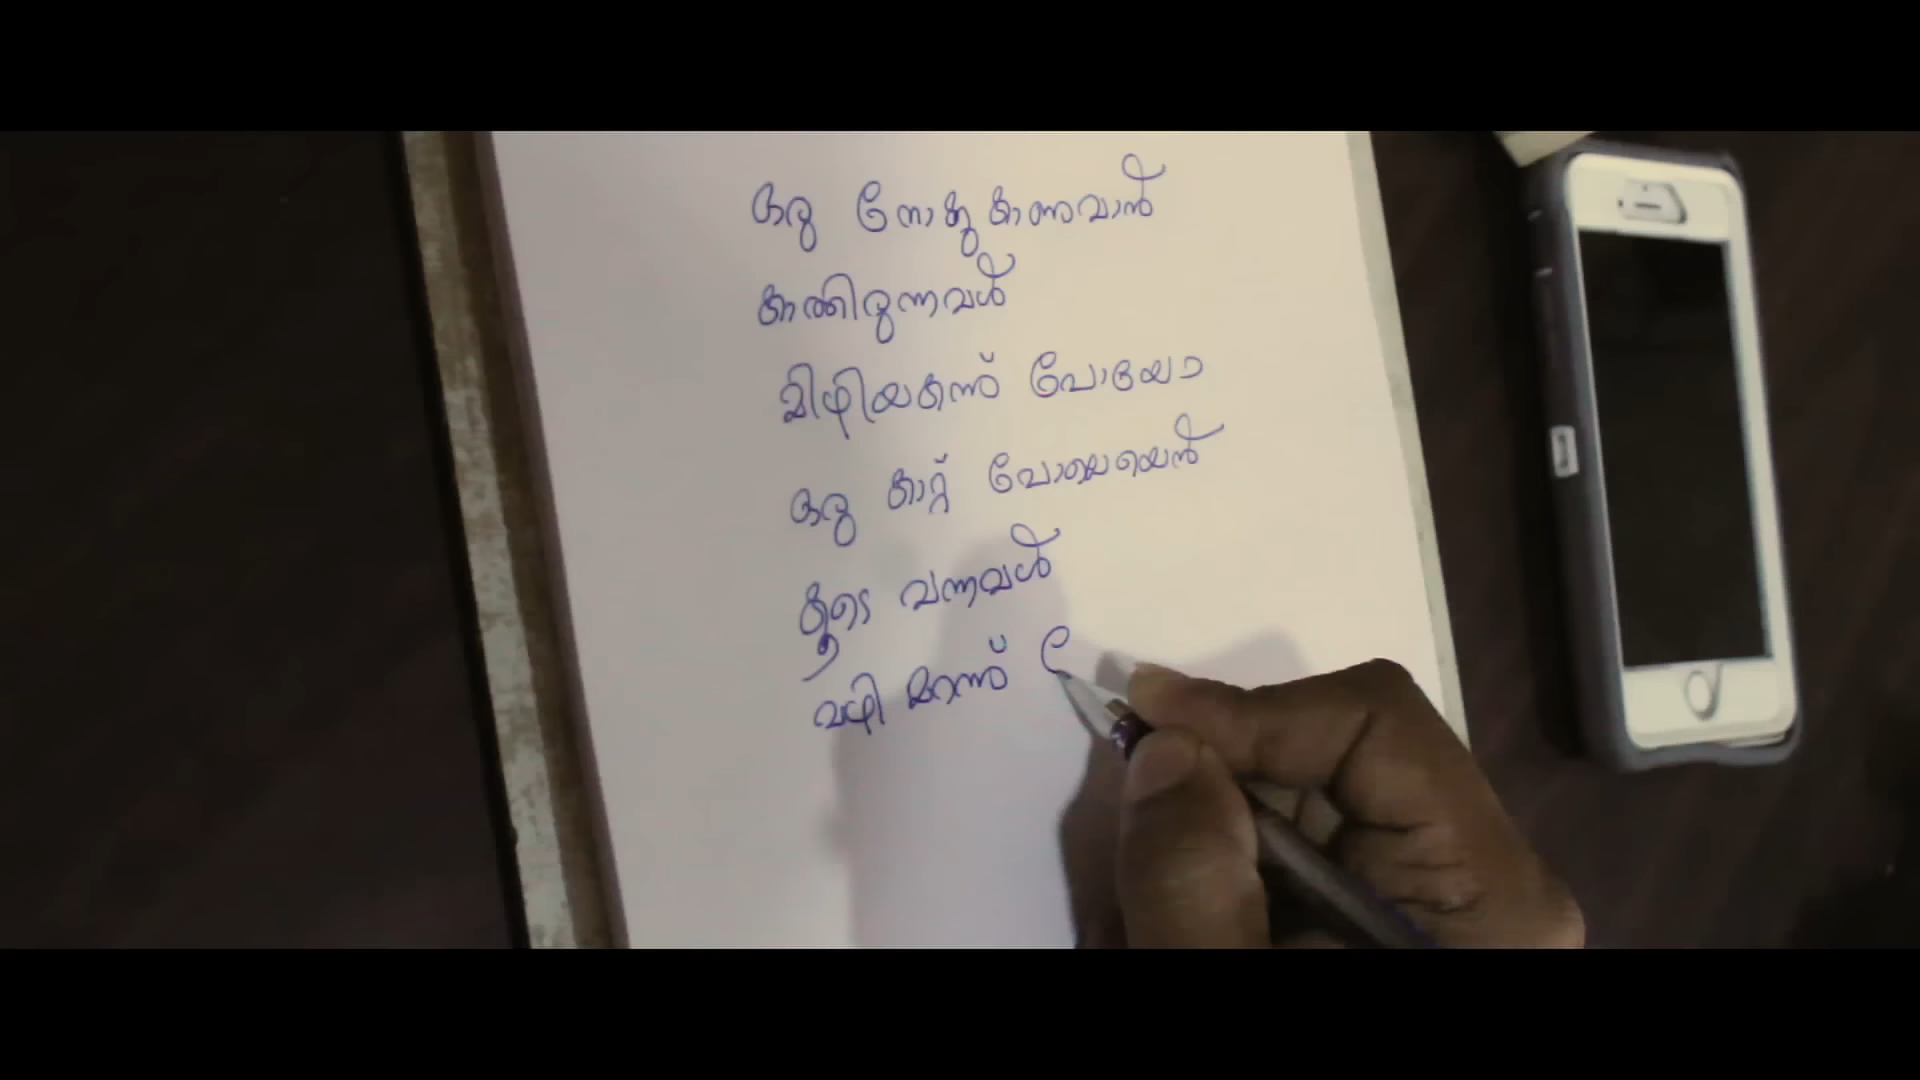 ഒരു നോക്കുകാണുവാൻ
കാത്തിരുന്നവൾ
മിഴിയകന്ന് പോയോ
ഒരു കാറ്റ് പോലെയെൻ
കൂടെ വന്നവൾ
വഴി മറന്ന്